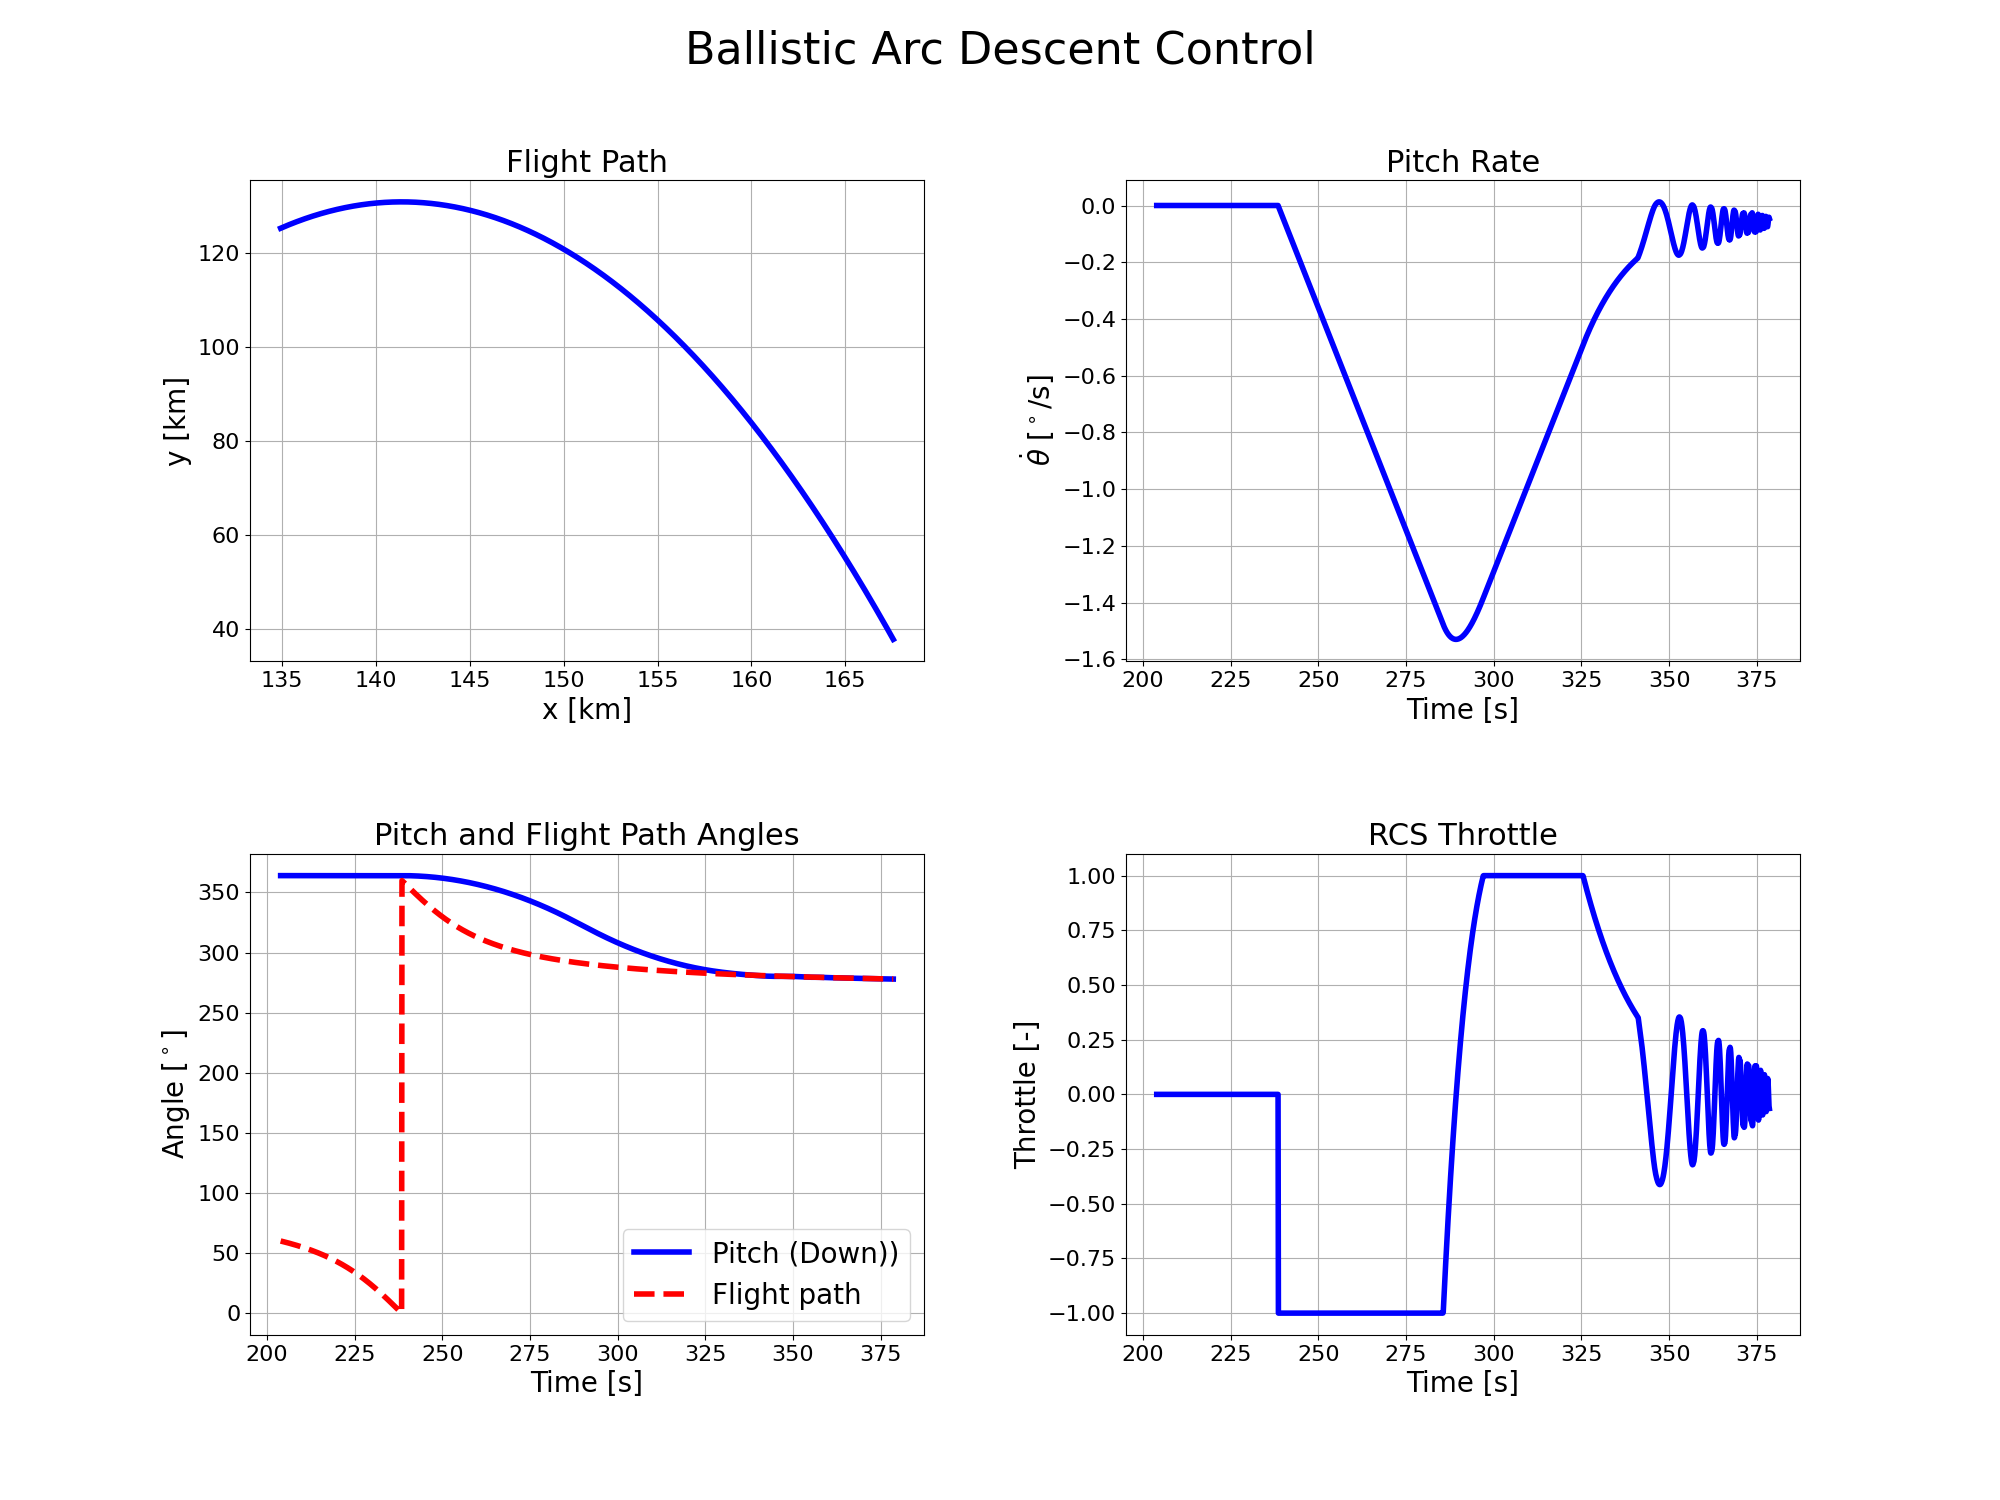 Ballistic Arc Descent Control
Flight Path
120
100
80
60
40
y [km]
135 140 145 150 155 160 165
x [km]
Pitch Rate
0.0
−0.2
−0.4
−0.6
−0.8
−1.0
−1.2
−1.4
−1.6
θ̇ [°/s]
200 225 250 275 300 325 350 375
Time [s]
Pitch and Flight Path Angles
350
300
250
200
150
100
50
0
Angle [°]
Pitch (Down))
Flight path
200 225 250 275 300 325 350 375
Time [s]
RCS Throttle
1.00
0.75
0.50
0.25
0.00
−0.25
−0.50
−0.75
−1.00
Throttle [-]
200 225 250 275 300 325 350 375
Time [s]